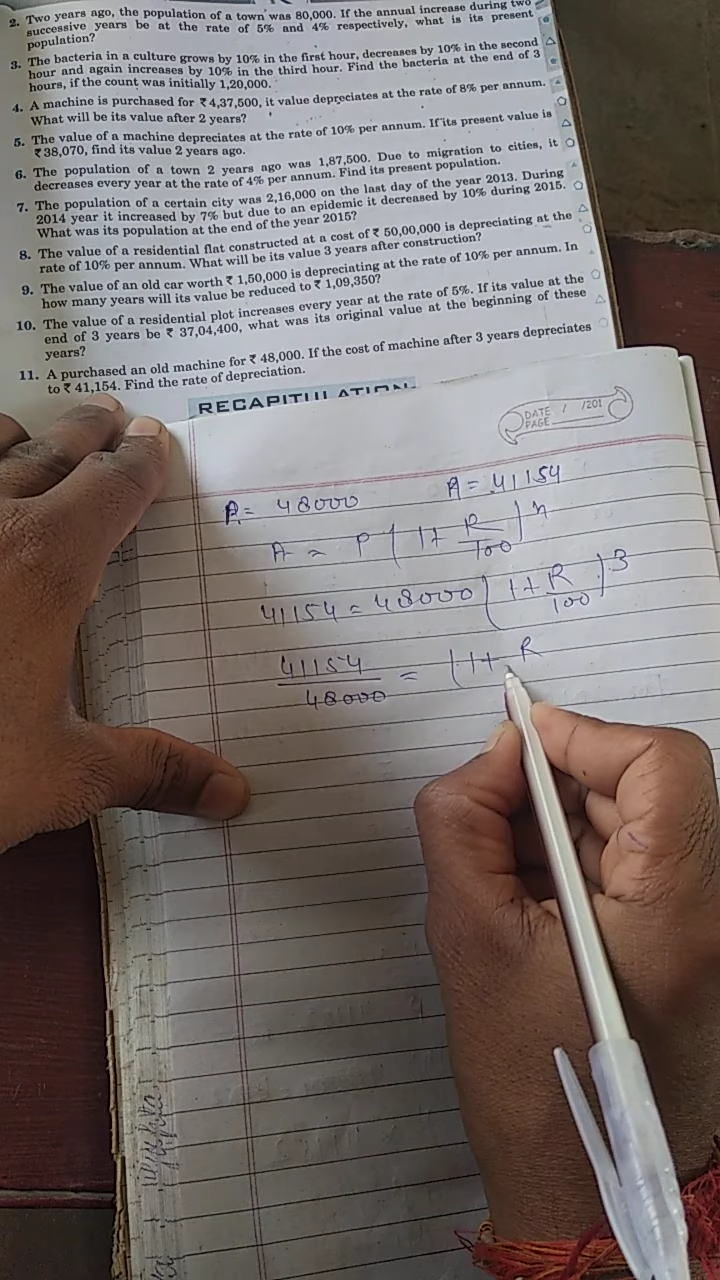 2. Two years ago, the population of a town was 80,000. If the annual increase during two
successive years be at the rate of 5% and 4% respectively, what is its present
population?
3. The bacteria in a culture grows by 10% in the first hour, decreases by 10% in the second
hour and again increases by 10% in the third hour. Find the bacteria at the end of 3
hours, if the count was initially 1,20,000.
4. A machine is purchased for ₹ 4,37,500, it value depreciates at the rate of 8% per annum.
What will be its value after 2 years?
5. The value of a machine depreciates at the rate of 10% per annum. If its present value is
₹ 38,070, find its value 2 years ago.
6. The population of a town 2 years ago was 1,87,500. Due to migration to cities, it
decreases every year at the rate of 4% per annum. Find its present population.
7. The population of a certain city was 2,16,000 on the last day of the year 2013. During
2014 year it increased by 7% but due to an epidemic it decreased by 10% during 2015.
What was its population at the end of the year 2015?
8. The value of a residential flat constructed at a cost of ₹ 50,00,000 is depreciating at the
rate of 10% per annum. What will be its value 3 years after construction?
9. The value of an old car worth ₹ 1,50,000 is depreciating at the rate of 10% per annum. In
how many years will its value be reduced to ₹ 1,09,350?
10. The value of a residential plot increases every year at the rate of 5%. If its value at the
end of 3 years be ₹ 37,04,400, what was its original value at the beginning of these
years?
11. A purchased an old machine for ₹ 48,000. If the cost of machine after 3 years depreciates
to ₹ 41,154. Find the rate of depreciation.
RECAPITULATION
DATE / /201
PAGE
P = 48000 A = 41154
A = P (1+ R/100)^n
41154 = 48000 (1+ R/100)^3
41154/48000 = (1+ R